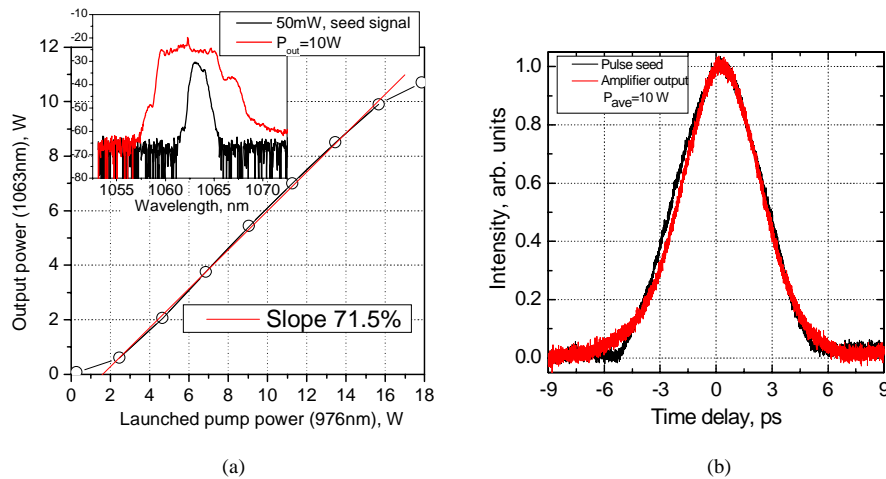 50mW, seed signal
P_out=10W
-10
-20
-30
-40
-50
-60
-70
-80
1055 1060 1065 1070
Wavelength, nm
12
10
8
6
4
2
0
Output power (1063nm), W
Slope 71.5%
0 2 4 6 8 10 12 14 16 18
Launched pump power (976nm), W
(a)
Pulse seed
Amplifier output
P_ave=10 W
1.0
0.8
0.6
0.4
0.2
0.0
Intensity, arb. units
-9 -6 -3 0 3 6 9
Time delay, ps
(b)